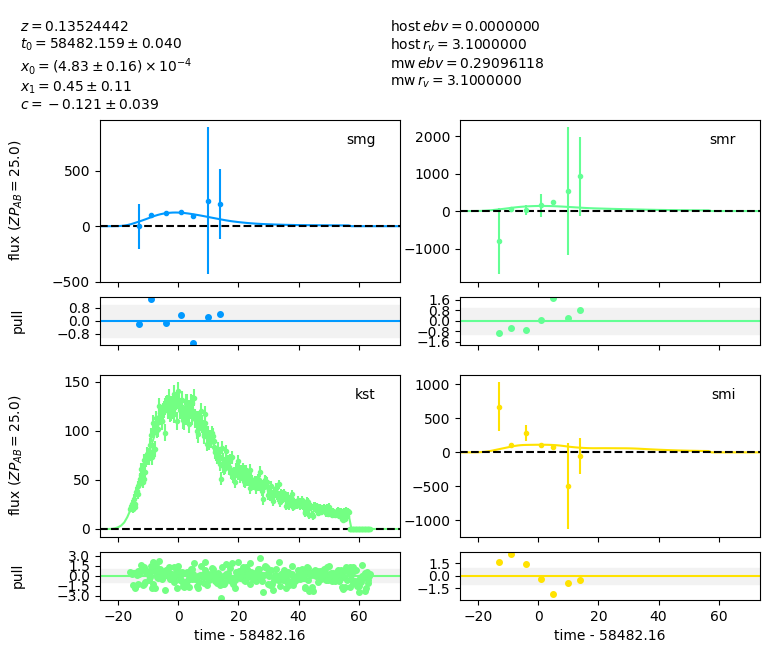 z = 0.13524442
t₀ = 58482.159 ± 0.040
x₀ = (4.83 ± 0.16) × 10⁻⁴
x₁ = 0.45 ± 0.11
c = −0.121 ± 0.039
host ebv = 0.0000000
host r_v = 3.1000000
mw ebv = 0.29096118
mw r_v = 3.1000000
smg
flux (ZP_AB = 25.0)
500
0
−500
smr
2000
1000
0
−1000
pull
0.8
0.0
−0.8
1.6
0.8
0.0
−0.8
−1.6
kst
flux (ZP_AB = 25.0)
150
100
50
0
smi
1000
500
0
−500
−1000
pull
3.0
1.5
0.0
−1.5
−3.0
1.5
0.0
−1.5
−20 0 20 40 60
time - 58482.16
−20 0 20 40 60
time - 58482.16